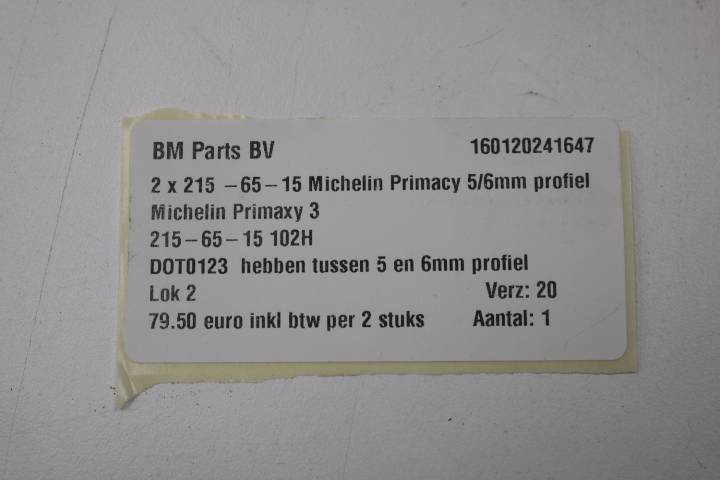 BM Parts BV 160120241647
2 x 215 -65-15 Michelin Primacy 5/6mm profiel
Michelin Primaxy 3
215-65-15 102H
DOT0123 hebben tussen 5 en 6mm profiel
Lok 2 Verz: 20
79.50 euro inkl btw per 2 stuks Aantal: 1